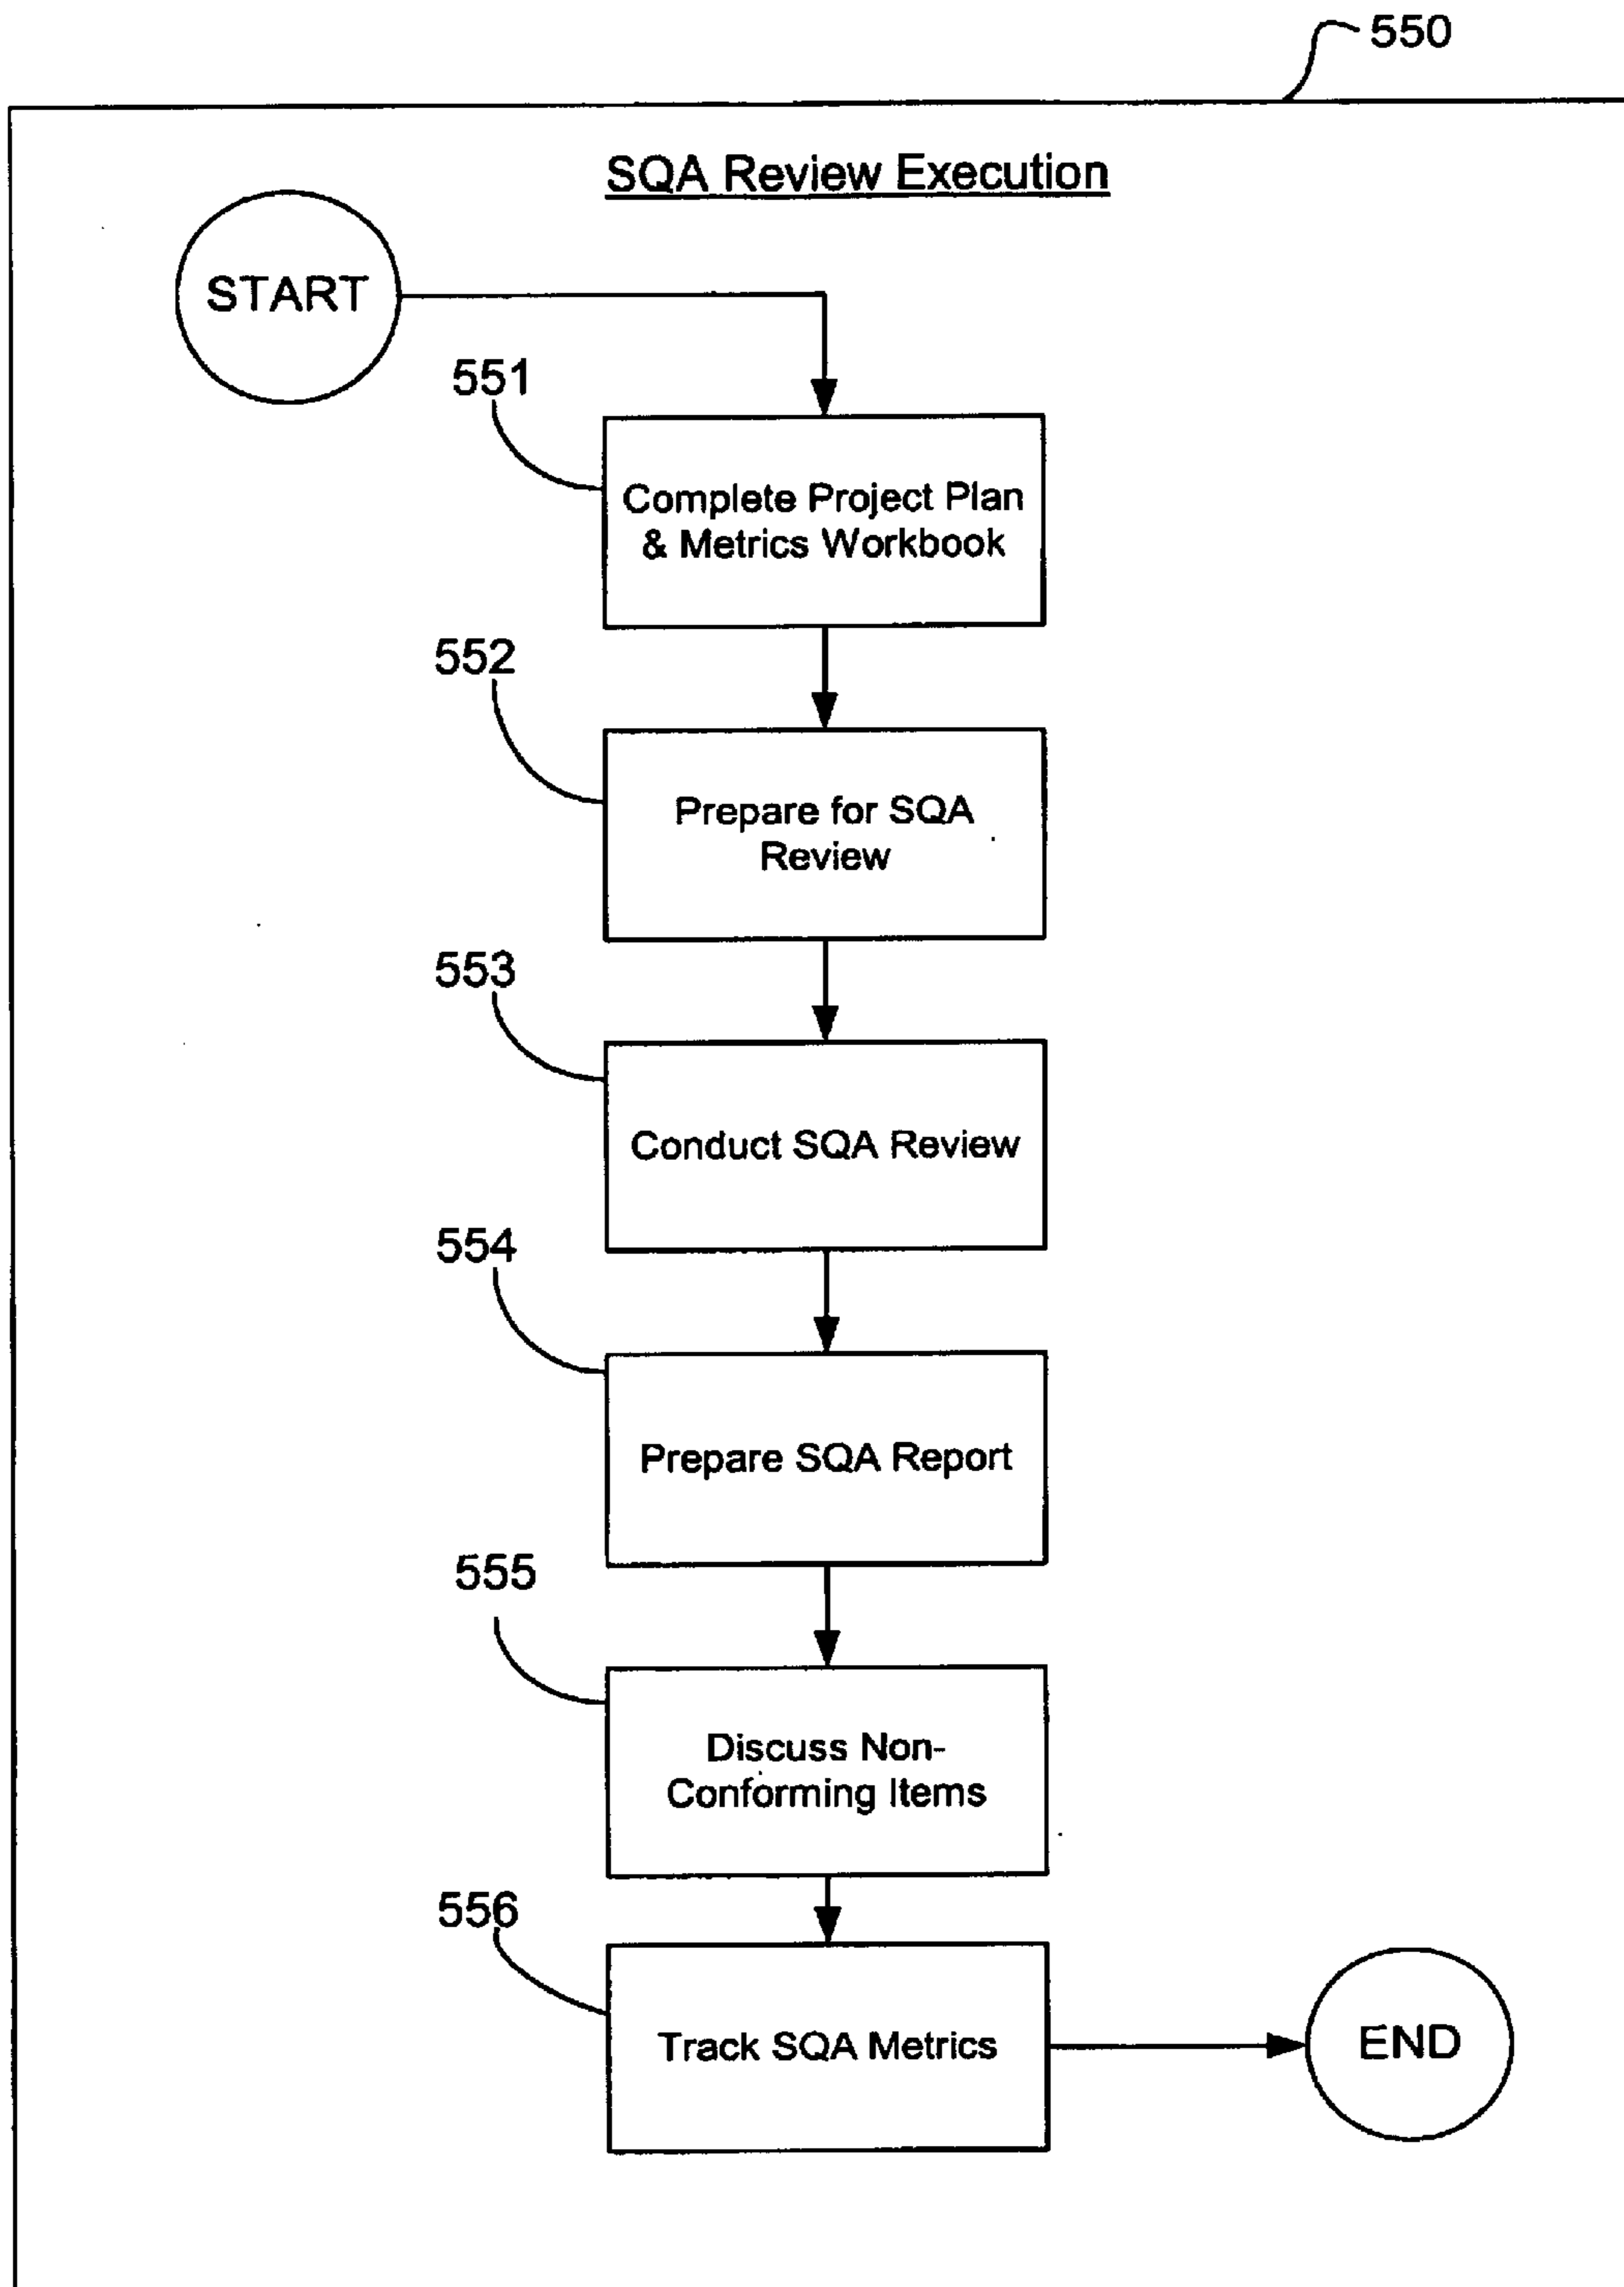 550
SQA Review Execution
START
551
Complete Project Plan
& Metrics Workbook
552
Prepare for SQA
Review
553
Conduct SQA Review
554
Prepare SQA Report
555
Discuss Non-
Conforming Items
556
Track SQA Metrics
END